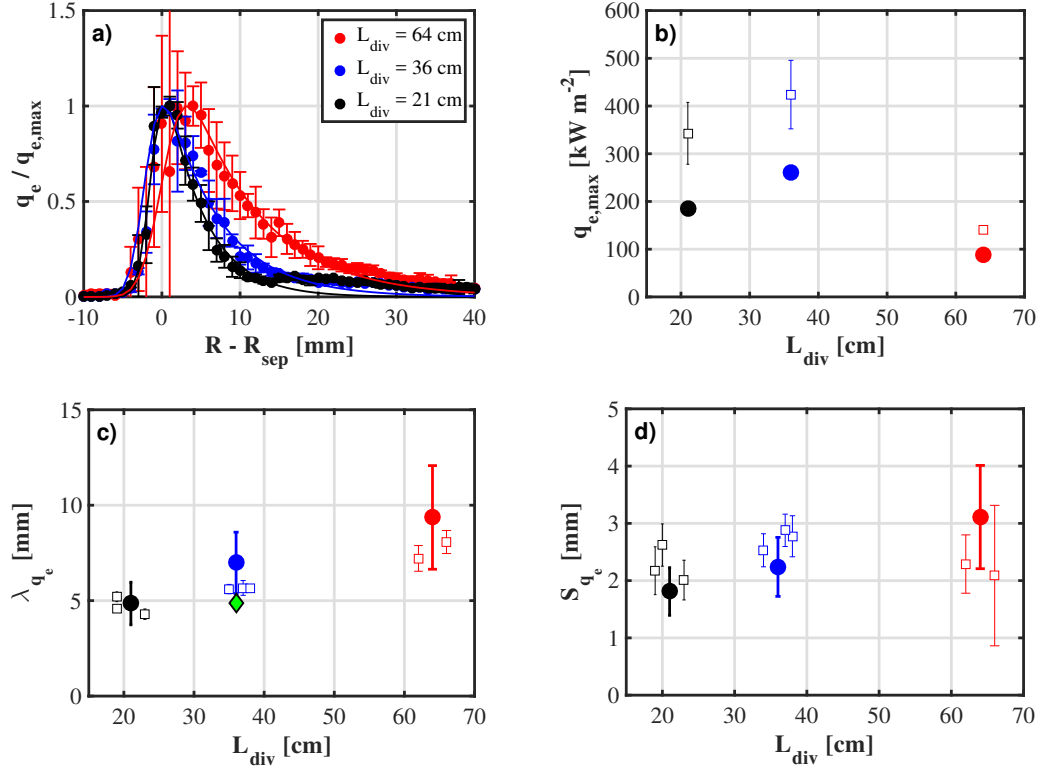 a)
L_div = 64 cm
L_div = 36 cm
L_div = 21 cm
q_e / q_e,max
1
0.5
0
-10 0 10 20 30 40
R - R_sep [mm]
b)
q_e,max [kW m^-2]
600
500
400
300
200
100
0
20 30 40 50 60 70
L_div [cm]
c)
λ_q_e [mm]
15
10
5
0
20 30 40 50 60 70
L_div [cm]
d)
S_q_e [mm]
5
4
3
2
1
0
20 30 40 50 60 70
L_div [cm]